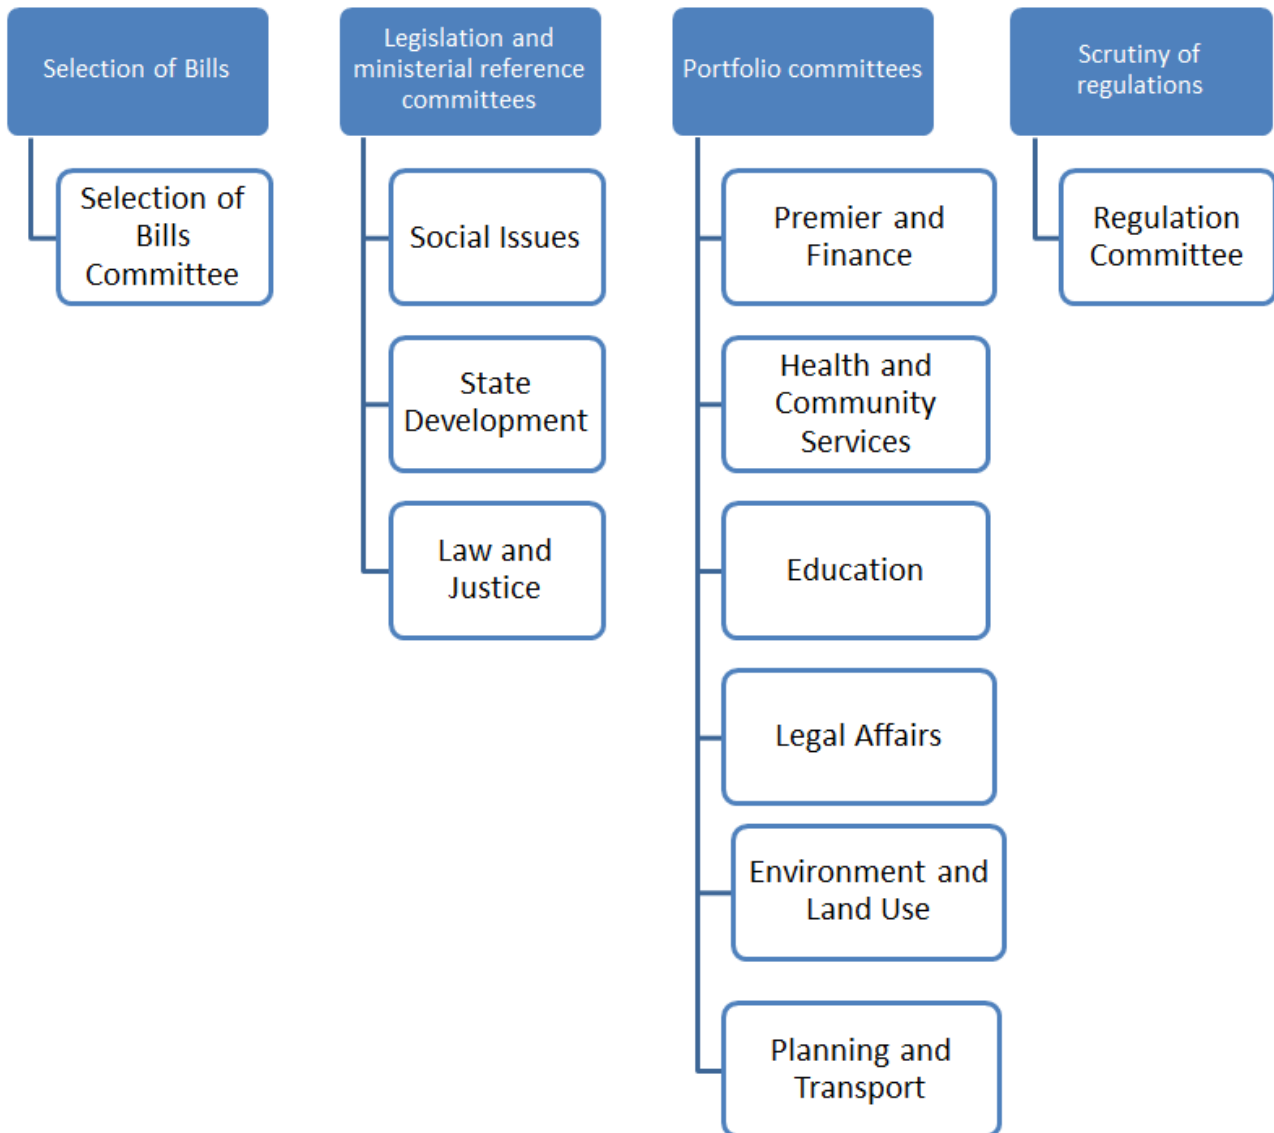 Selection of Bills
Legislation and
ministerial reference
committees
Portfolio committees
Scrutiny of
regulations
Selection of
Bills
Committee
Social Issues
State
Development
Law and
Justice
Premier and
Finance
Health and
Community
Services
Education
Legal Affairs
Environment and
Land Use
Planning and
Transport
Regulation
Committee